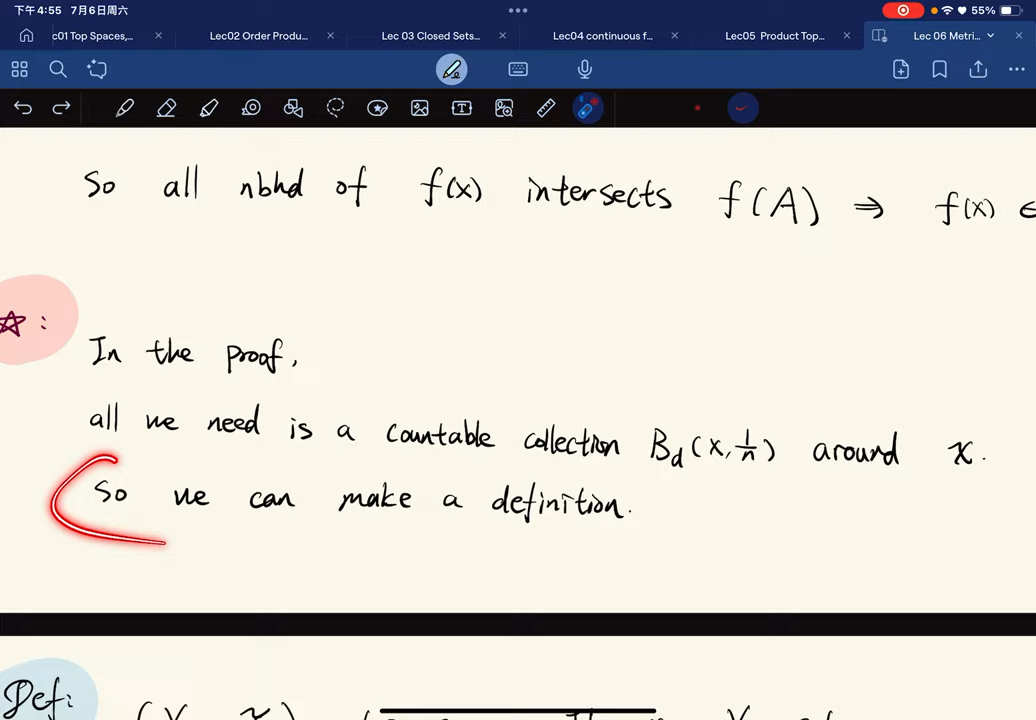 下午4:55 7月6日周六
55%
c01 Top Spaces,...
Lec02 Order Produ...
Lec 03 Closed Sets...
Lec04 continuous f...
Lec05 Product Top...
Lec 06 Metri...
So all nbhd of f(x) intersects f(A) ⇒ f(x) ∈
☆:
In the proof,
all we need is a countable collection B_d(x, 1/n) around x.
So we can make a definition.
Def: